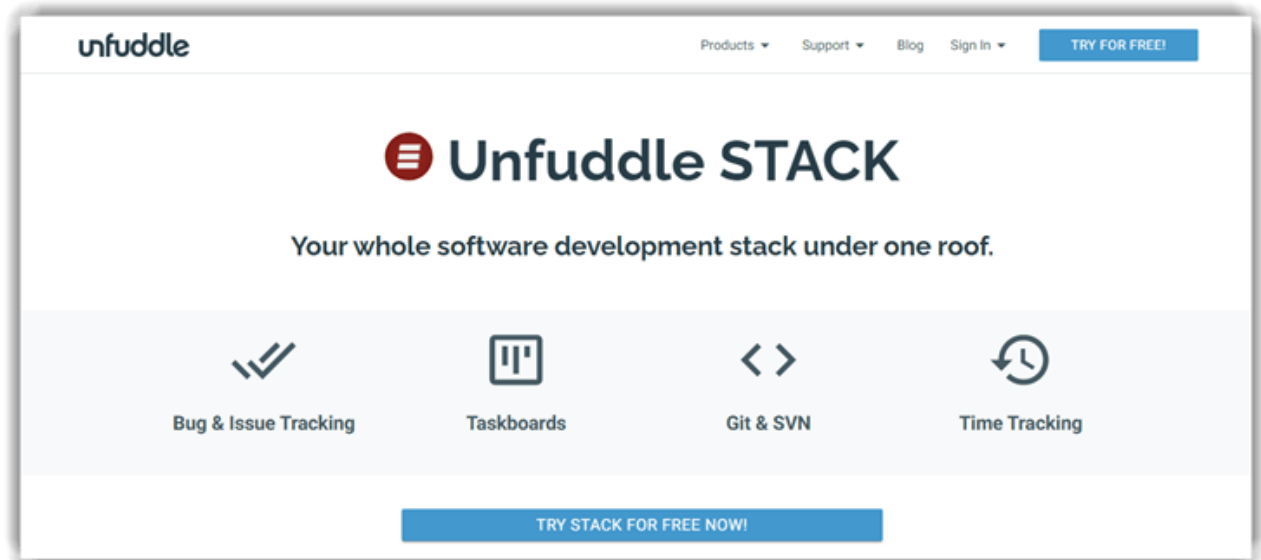 unfuddle Products Support Blog Sign In TRY FOR FREE!
Unfuddle STACK
Your whole software development stack under one roof.
Bug & Issue Tracking Taskboards Git & SVN Time Tracking
TRY STACK FOR FREE NOW!